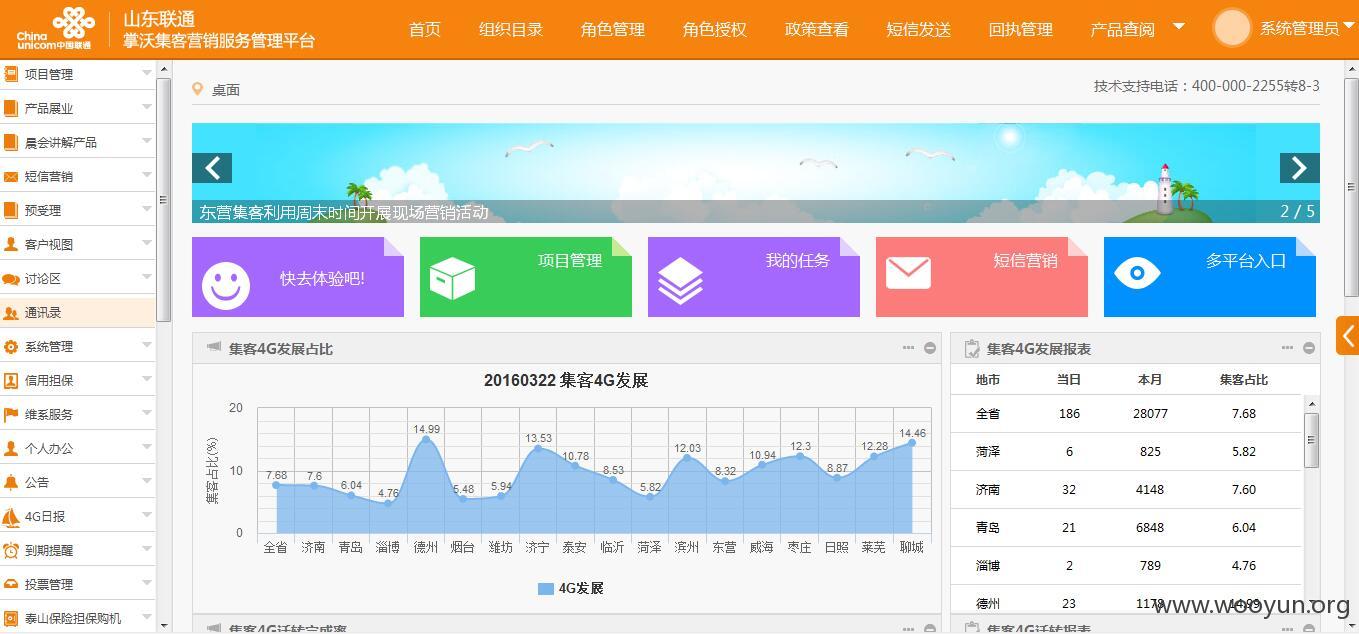 China
unicom中国联通
山东联通
掌沃集客营销服务管理平台
首页
组织目录
角色管理
角色授权
政策查看
短信发送
回执管理
产品查阅
系统管理员
项目管理
产品展业
晨会讲解产品
短信营销
预受理
客户视图
讨论区
通讯录
系统管理
信用担保
维系服务
个人办公
公告
4G日报
到期提醒
投票管理
泰山保险担保购机
桌面
技术支持电话：400-000-2255转8-3
东营集客利用周末时间开展现场营销活动
2 / 5
快去体验吧!
项目管理
我的任务
短信营销
多平台入口
集客4G发展占比
20160322 集客4G发展
集客占比(%)
20
10
0
7.68 7.6 6.04 4.76 14.99 5.48 5.94 13.53 10.78 8.53 5.82 12.03 8.32 10.94 12.3 8.87 12.28 14.46
全省 济南 青岛 淄博 德州 烟台 潍坊 济宁 泰安 临沂 菏泽 滨州 东营 威海 枣庄 日照 莱芜 聊城
4G发展
集客4G发展报表
地市 当日 本月 集客占比
全省 186 28077 7.68
菏泽 6 825 5.82
济南 32 4148 7.60
青岛 21 6848 6.04
淄博 2 789 4.76
德州 23 1178 14.99
www.wooyun.org
集客4G迁转完成率
集客4G迁转报表